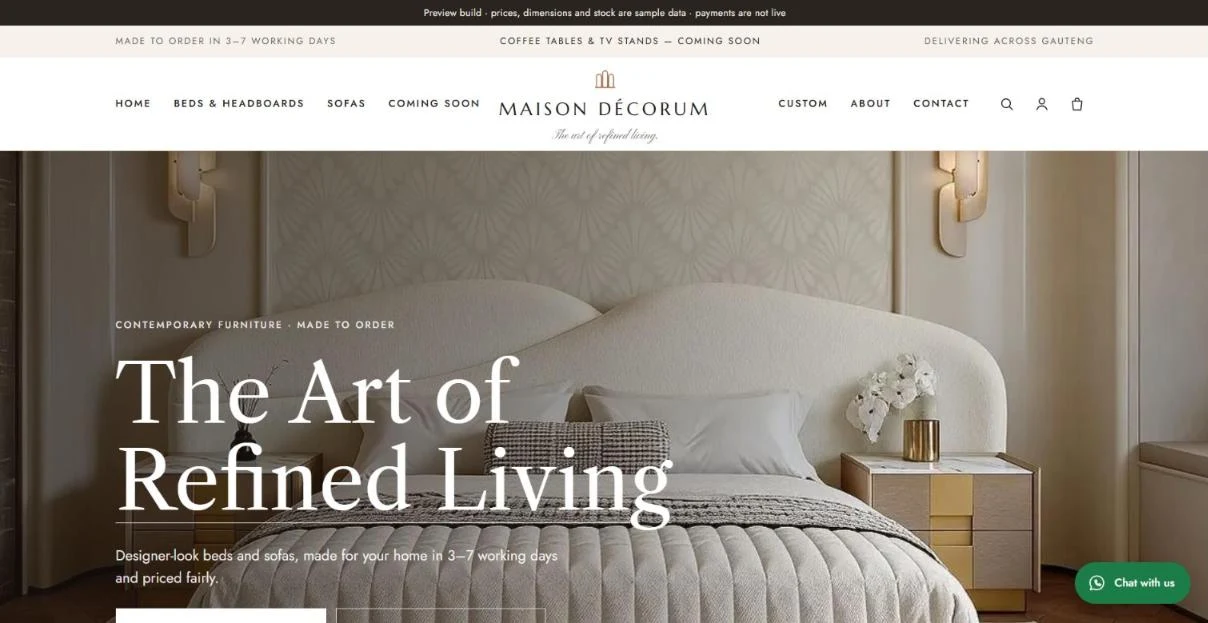 Preview build · prices, dimensions and stock are sample data · payments are not live
MADE TO ORDER IN 3–7 WORKING DAYS
COFFEE TABLES & TV STANDS — COMING SOON
DELIVERING ACROSS GAUTENG
HOME BEDS & HEADBOARDS SOFAS COMING SOON
MAISON DÉCORUM
The art of refined living.
CUSTOM ABOUT CONTACT
CONTEMPORARY FURNITURE · MADE TO ORDER
The Art of
Refined Living
Designer-look beds and sofas, made for your home in 3–7 working days
and priced fairly.
Chat with us